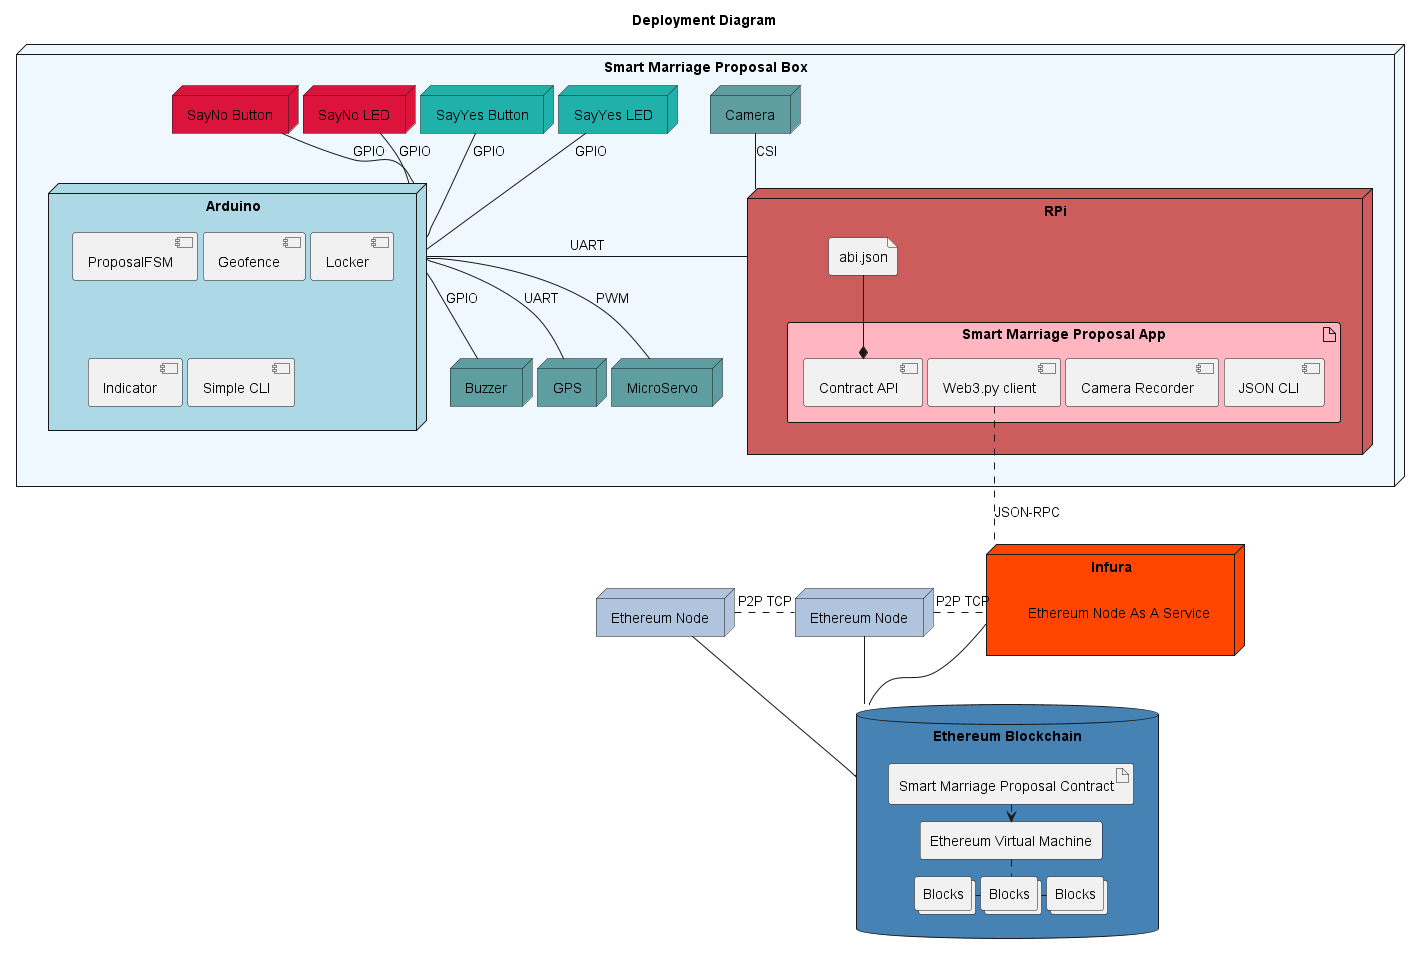 Deployment Diagram
Smart Marriage Proposal Box
SayNo Button
SayNo LED
SayYes Button
SayYes LED
Camera
GPIO
GPIO
GPIO
GPIO
CSI
Arduino
ProposalFSM
Geofence
Locker
Indicator
Simple CLI
UART
GPIO
UART
PWM
Buzzer
GPS
MicroServo
RPi
abi.json
Smart Marriage Proposal App
Contract API
Web3.py client
Camera Recorder
JSON CLI
JSON-RPC
Infura
Ethereum Node As A Service
Ethereum Node
P2P TCP
Ethereum Node
P2P TCP
Ethereum Blockchain
Smart Marriage Proposal Contract
Ethereum Virtual Machine
Blocks
Blocks
Blocks